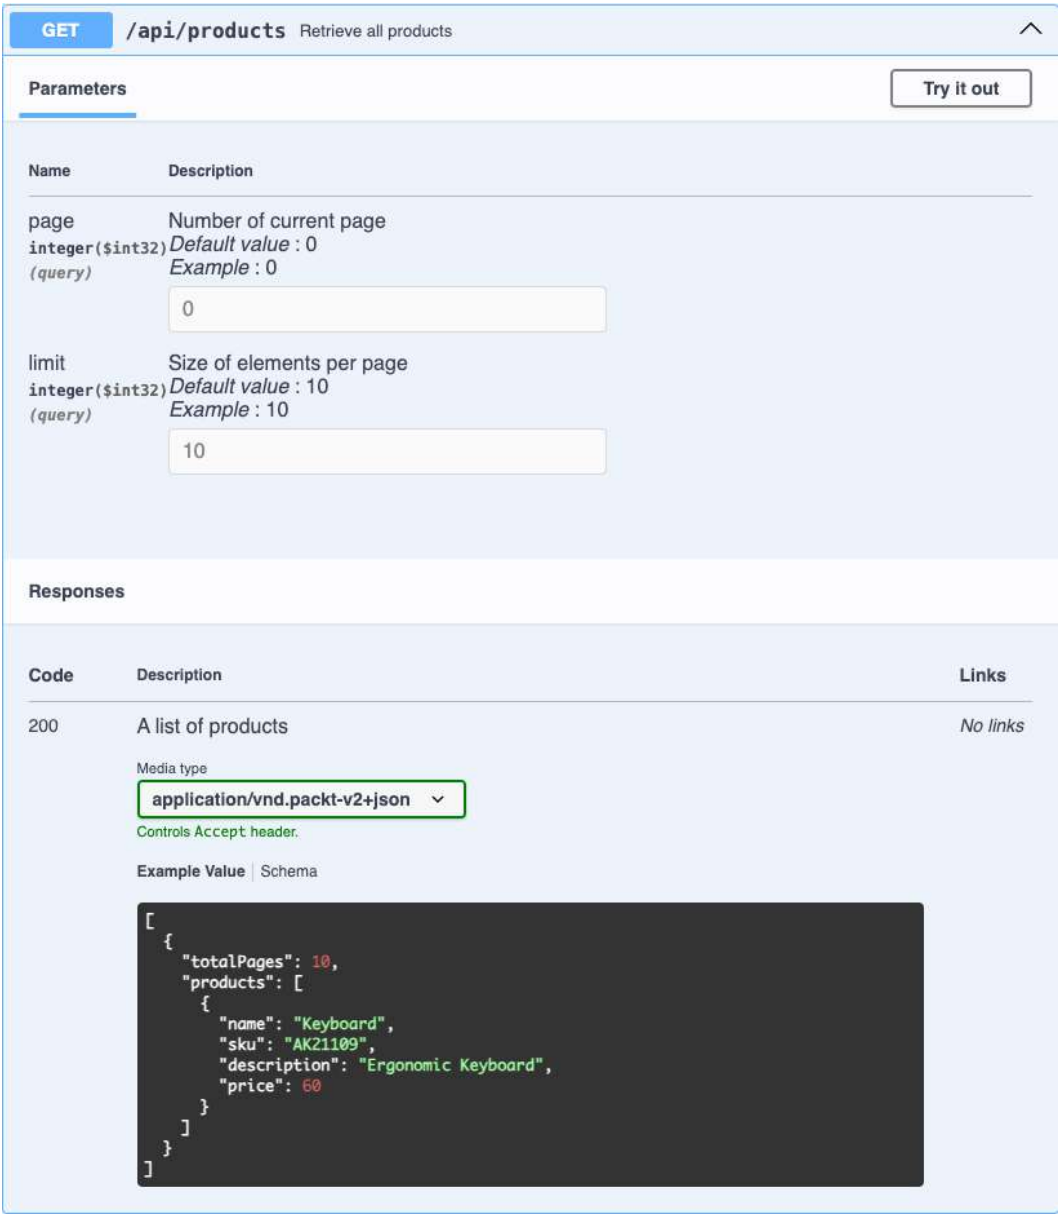 GET /api/products Retrieve all products
Parameters
Try it out
Name Description
page Number of current page
integer($int32) Default value : 0
(query) Example : 0
0
limit Size of elements per page
integer($int32) Default value : 10
(query) Example : 10
10
Responses
Code Description Links
200 A list of products No links
Media type
application/vnd.packt-v2+json
Controls Accept header.
Example Value Schema
[
{
"totalPages": 10,
"products": [
{
"name": "Keyboard",
"sku": "AK21109",
"description": "Ergonomic Keyboard",
"price": 60
}
]
}
]